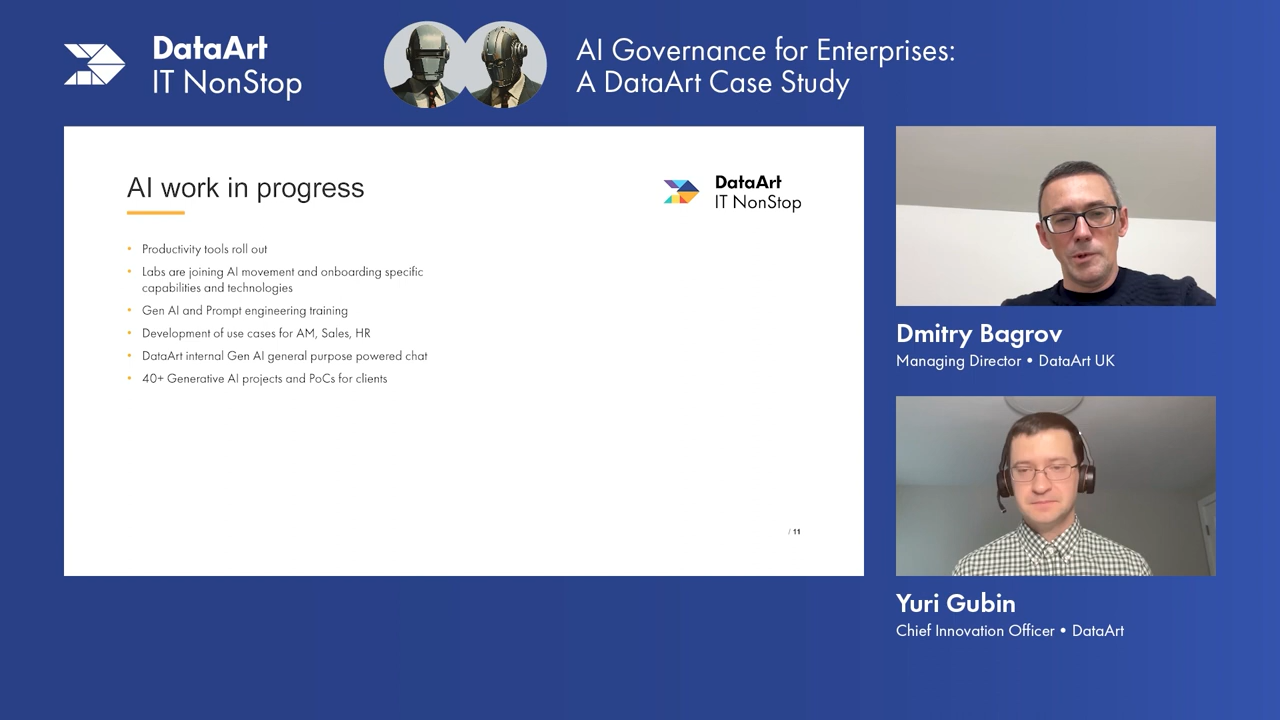 DataArt
IT NonStop
AI Governance for Enterprises:
A DataArt Case Study
AI work in progress
DataArt
IT NonStop
• Productivity tools roll out
• Labs are joining AI movement and onboarding specific
capabilities and technologies
• Gen AI and Prompt engineering training
• Development of use cases for AM, Sales, HR
• DataArt internal Gen AI general purpose powered chat
• 40+ Generative AI projects and PoCs for clients
/ 11
Dmitry Bagrov
Managing Director • DataArt UK
Yuri Gubin
Chief Innovation Officer • DataArt